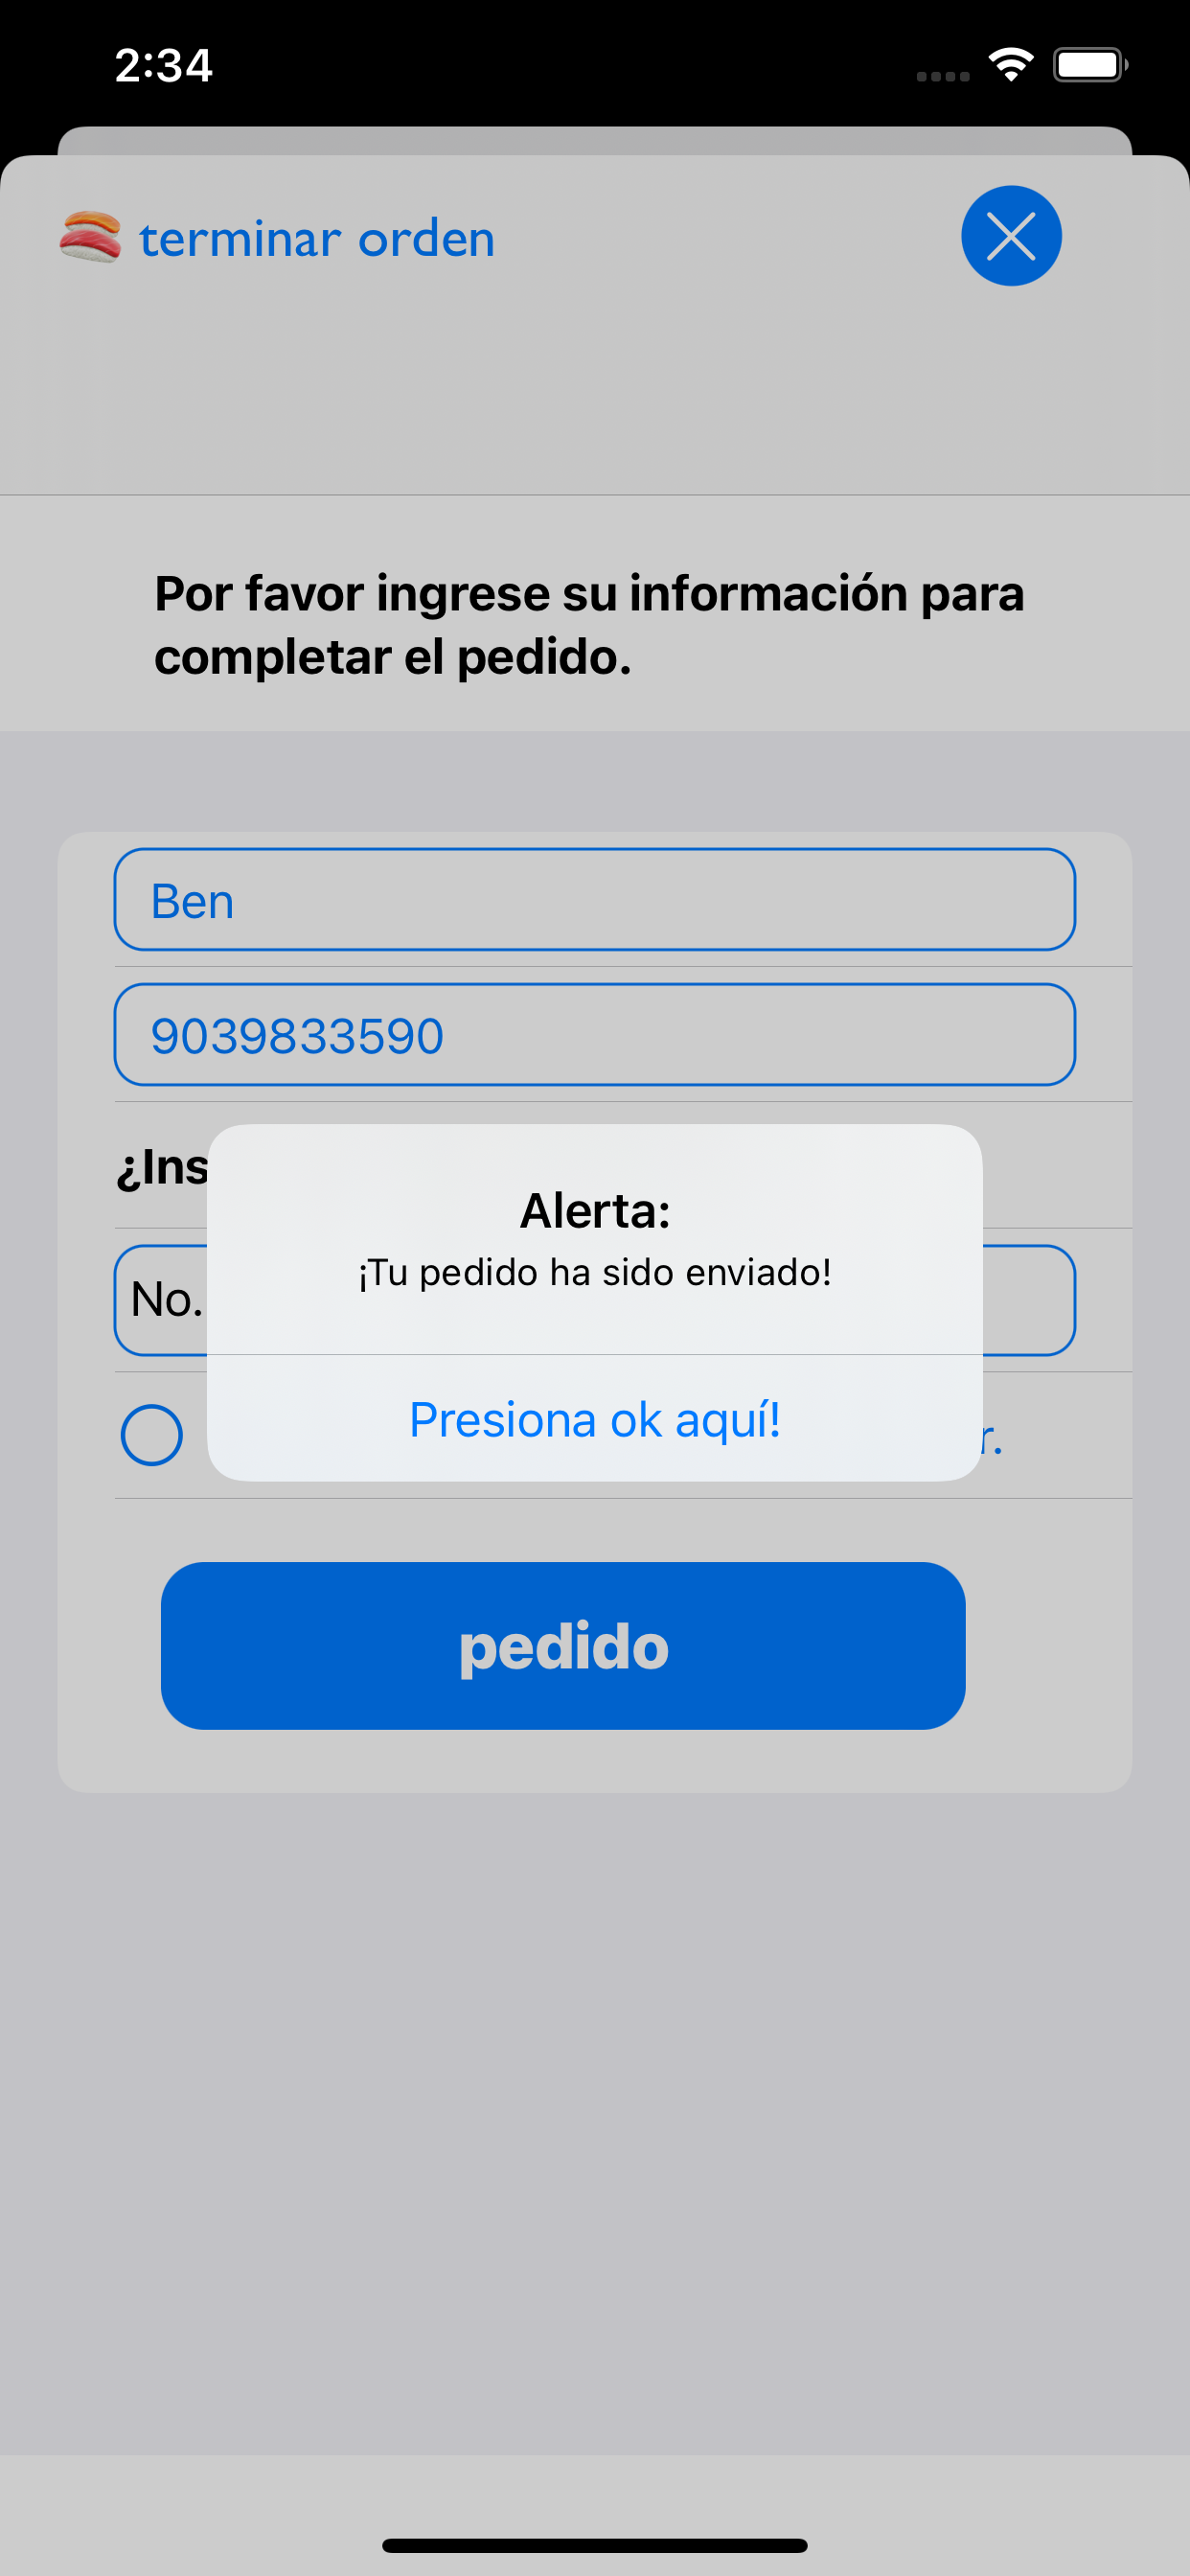 2:34
terminar orden
Por favor ingrese su información para
completar el pedido.
Ben
9039833590
Alerta:
¡Tu pedido ha sido enviado!
No.
Presiona ok aquí!
pedido